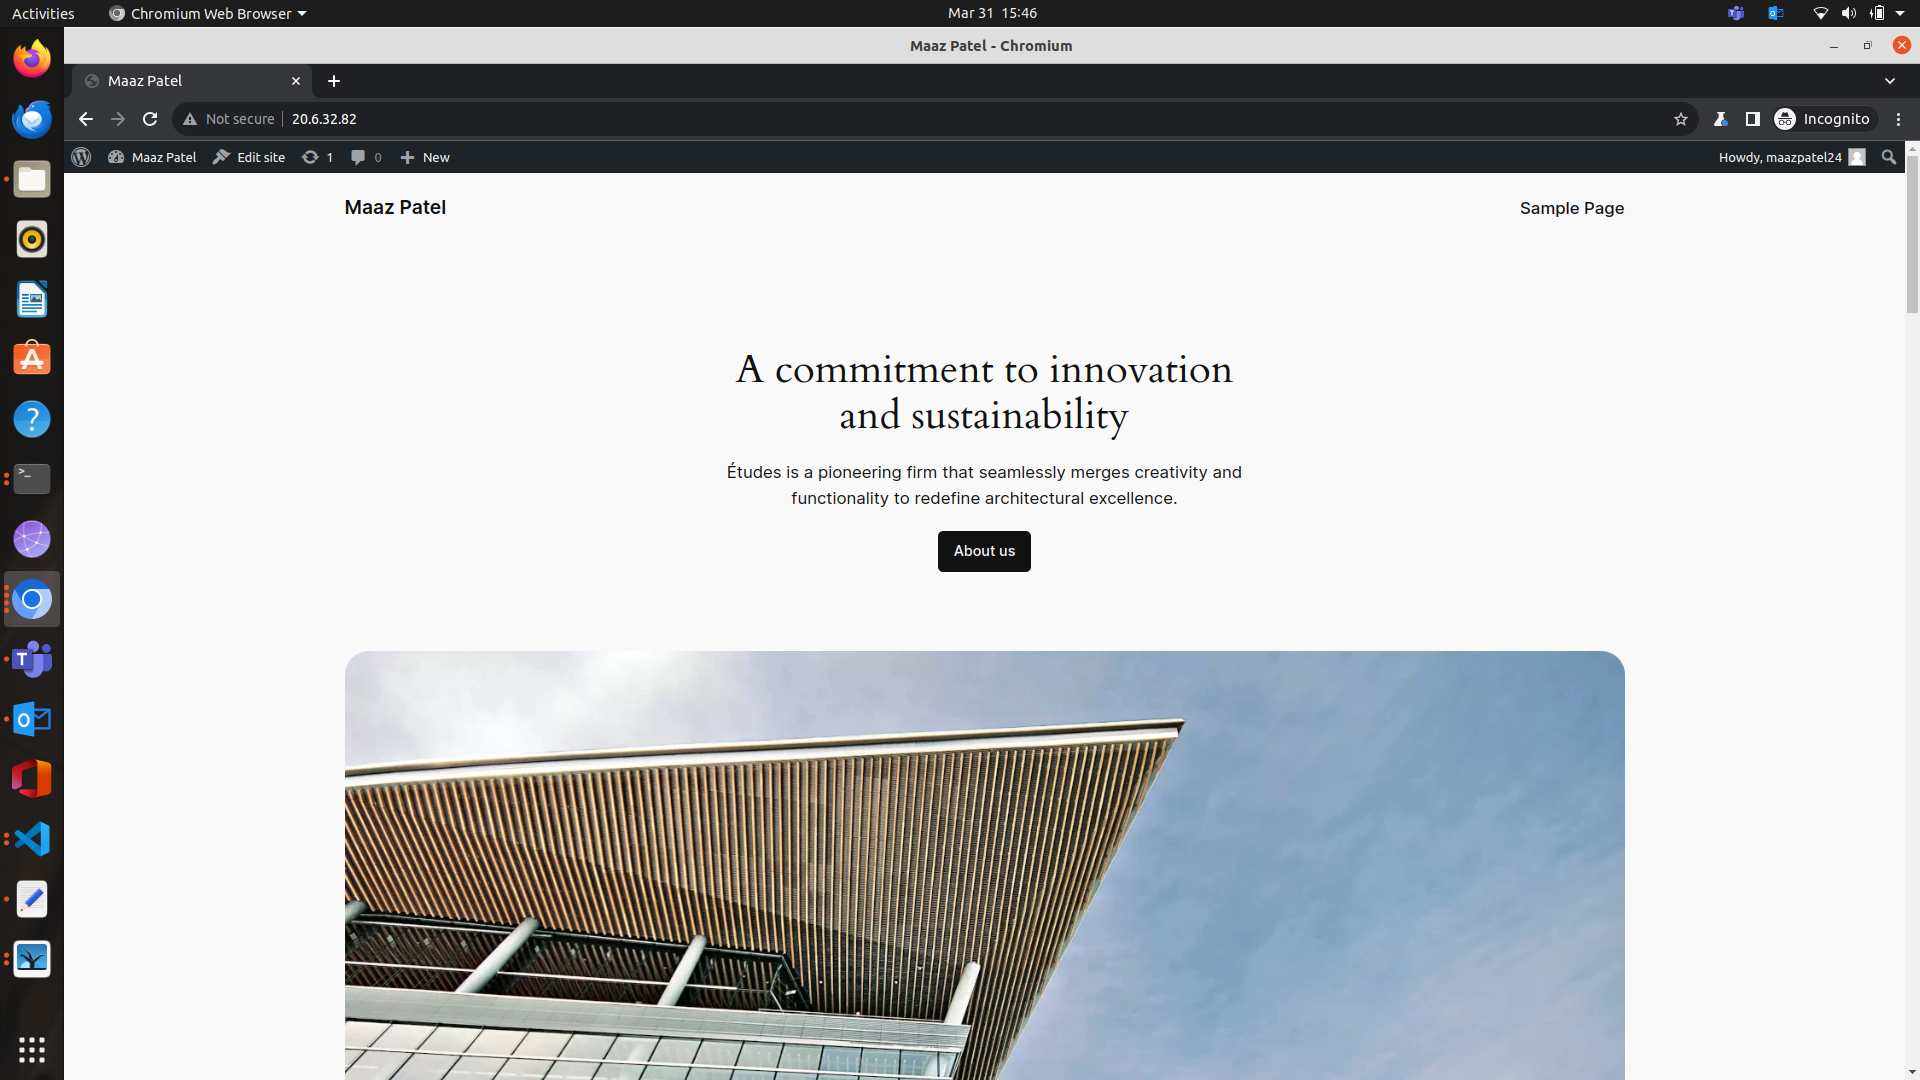 Activities
Chromium Web Browser
Mar 31 15:46
Maaz Patel - Chromium
Maaz Patel
Not secure
20.6.32.82
Incognito
Maaz Patel
Edit site
1
0
New
Howdy, maazpatel24
Maaz Patel
Sample Page
A commitment to innovation
and sustainability
Études is a pioneering firm that seamlessly merges creativity and
functionality to redefine architectural excellence.
About us